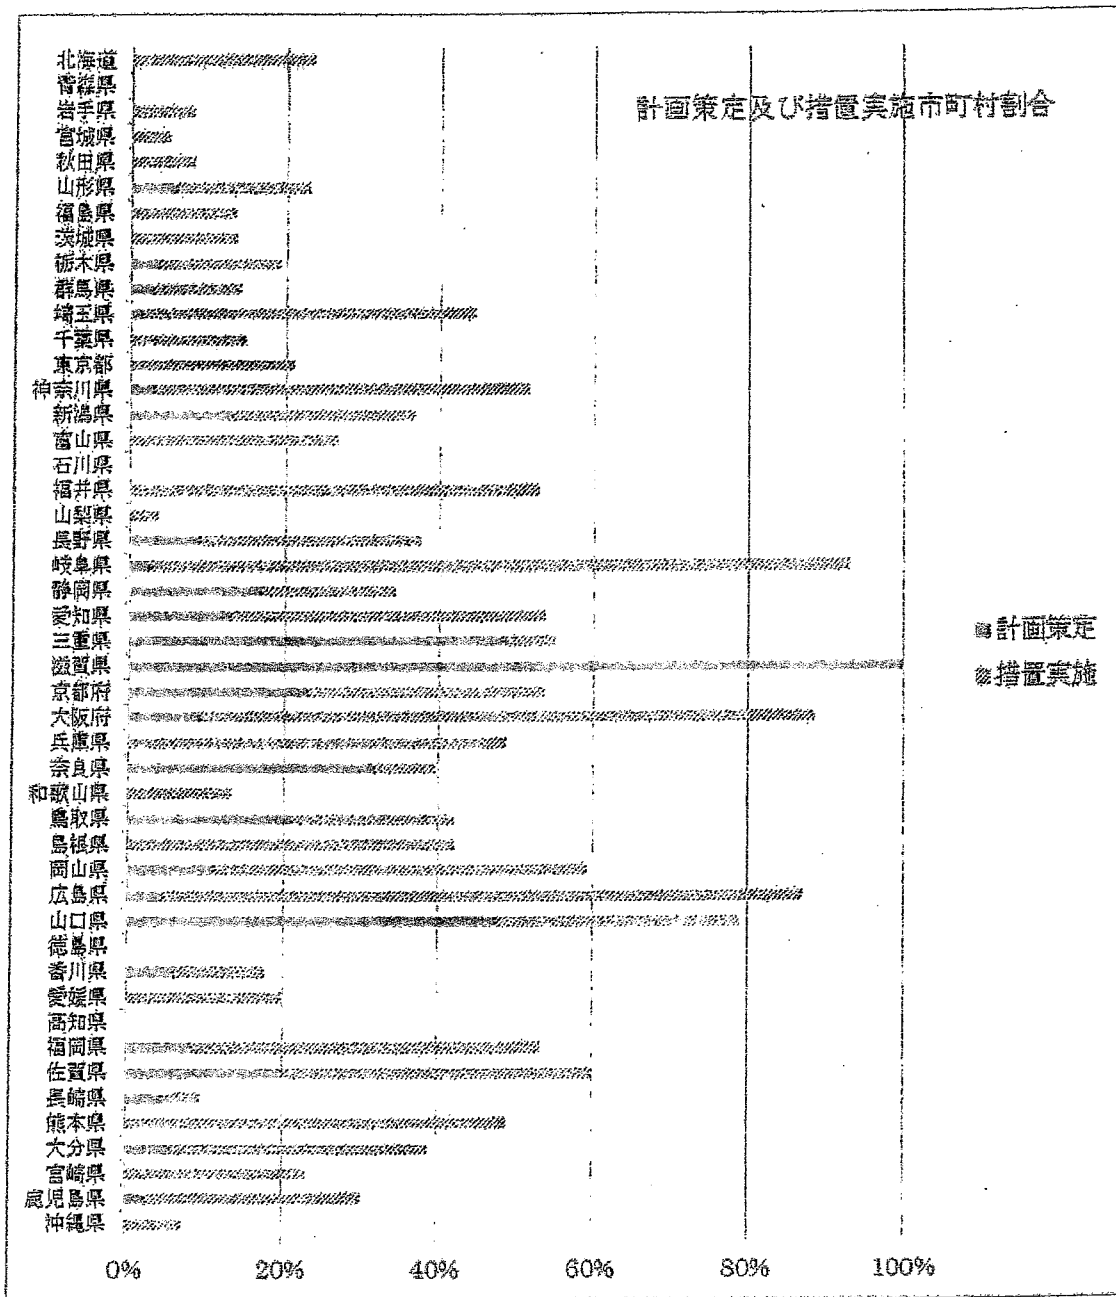 計画策定及び措置実施市町村割合
北海道
青森県
岩手県
宮城県
秋田県
山形県
福島県
茨城県
栃木県
群馬県
埼玉県
千葉県
東京都
神奈川県
新潟県
富山県
石川県
福井県
山梨県
長野県
岐阜県
静岡県
愛知県
三重県
滋賀県
京都府
大阪府
兵庫県
奈良県
和歌山県
鳥取県
島根県
岡山県
広島県
山口県
徳島県
香川県
愛媛県
高知県
福岡県
佐賀県
長崎県
熊本県
大分県
宮崎県
鹿児島県
沖縄県
計画策定
措置実施
0% 20% 40% 60% 80% 100%